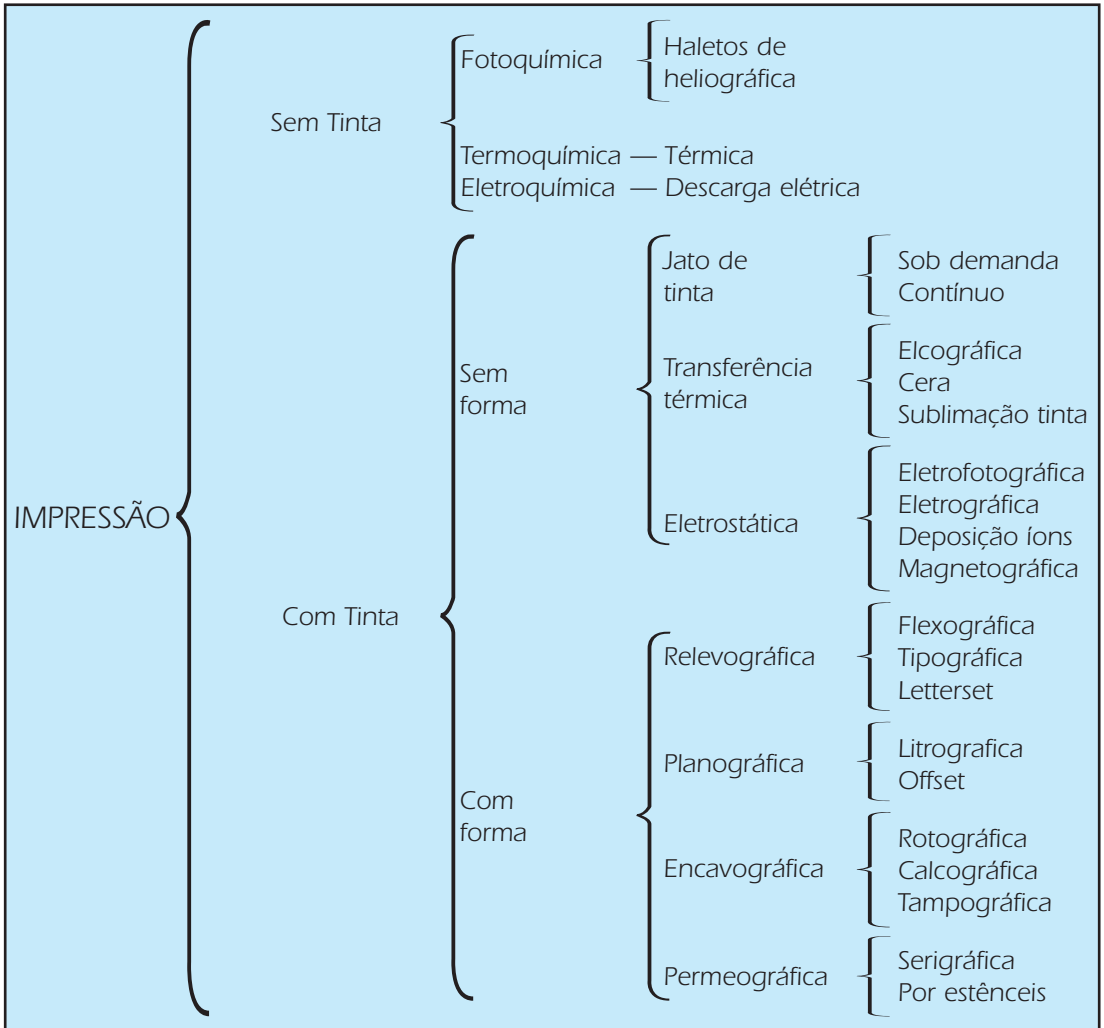 IMPRESSÃO
Sem Tinta
Fotoquímica
Haletos de
heliográfica
Termoquímica — Térmica
Eletroquímica — Descarga elétrica
Com Tinta
Sem
forma
Jato de
tinta
Sob demanda
Contínuo
Transferência
térmica
Elcográfica
Cera
Sublimação tinta
Eletrostática
Eletrofotográfica
Eletrográfica
Deposição íons
Magnetográfica
Com
forma
Relevográfica
Flexográfica
Tipográfica
Letterset
Planográfica
Litrografica
Offset
Encavográfica
Rotográfica
Calcográfica
Tampográfica
Permeográfica
Serigráfica
Por estênceis